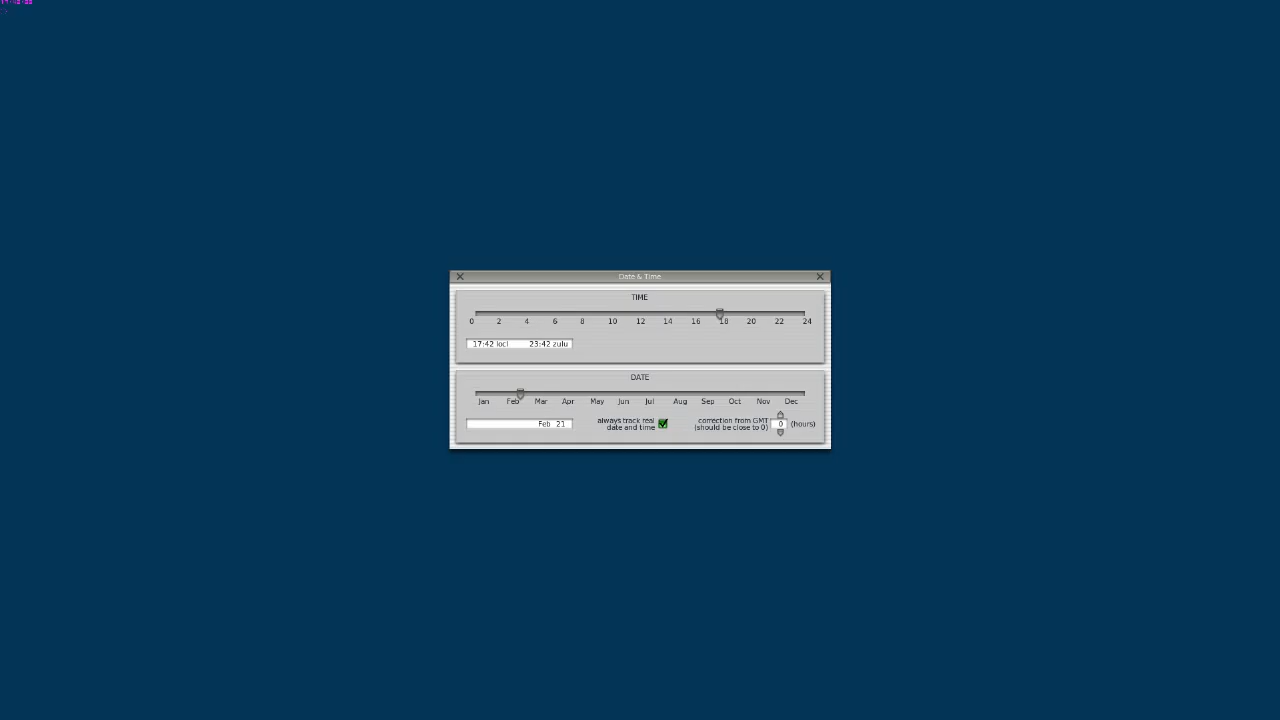 Date & Time
TIME
0 2 4 6 8 10 12 14 16 18 20 22 24
17:42 locl 23:42 zulu
DATE
Jan Feb Mar Apr May Jun Jul Aug Sep Oct Nov Dec
Feb 21
always track real
date and time
correction from GMT
(should be close to 0)
0
(hours)